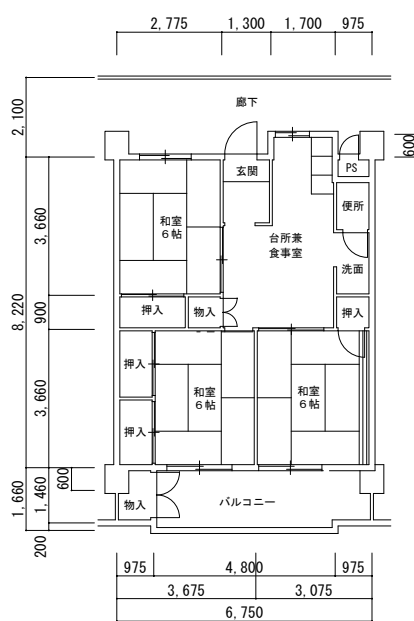 2,775 1,300 1,700 975
2,100
600
廊下
玄関
PS
便所
和室
6帖
台所兼
食事室
洗面
3,660
8,220
900
押入
物入
押入
押入
和室
6帖
和室
6帖
3,660
押入
600
1,660
1,460
物入
バルコニー
200
975 4,800 975
3,675 3,075
6,750